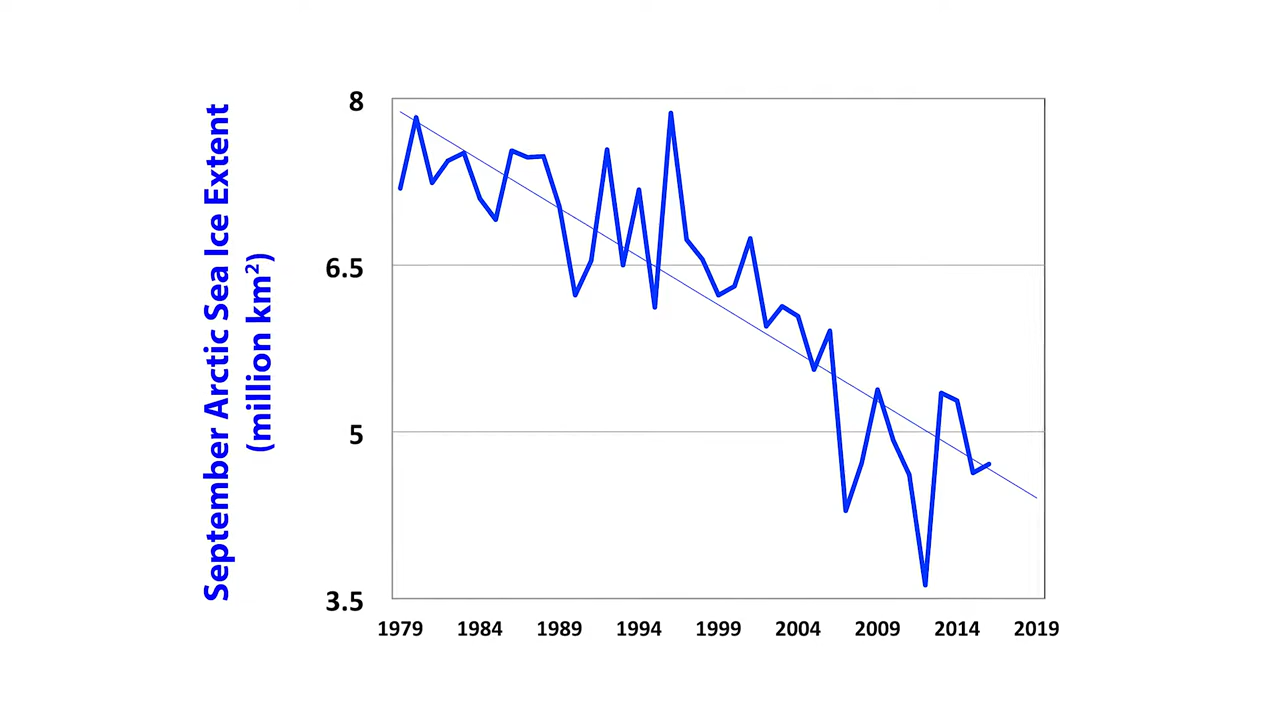 September Arctic Sea Ice Extent
(million km²)
8
6.5
5
3.5
1979 1984 1989 1994 1999 2004 2009 2014 2019